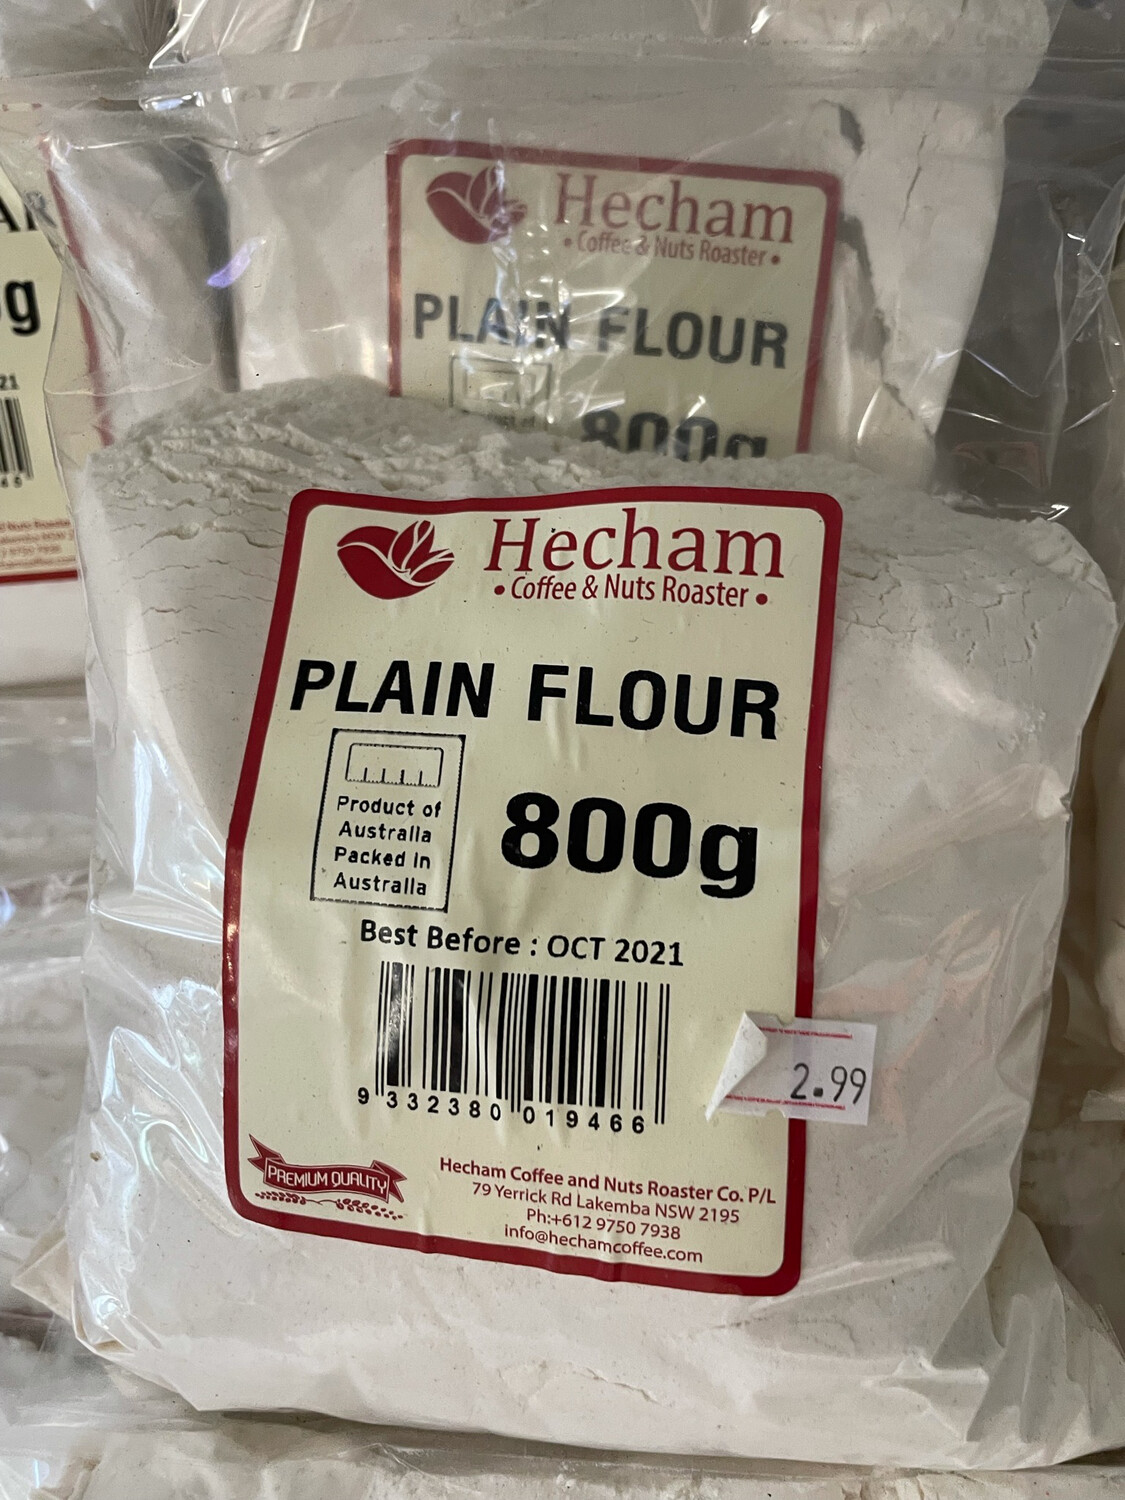 Hecham
• Coffee & Nuts Roaster •
PLAIN FLOUR
800g
g
21
Hecham
• Coffee & Nuts Roaster •
PLAIN FLOUR
Product of
Australia
Packed in
Australia
800g
Best Before : OCT 2021
9 332380 019466
2.99
PREMIUM QUALITY
Hecham Coffee and Nuts Roaster Co. P/L
79 Yerrick Rd Lakemba NSW 2195
Ph:+612 9750 7938
info@hechamcoffee.com